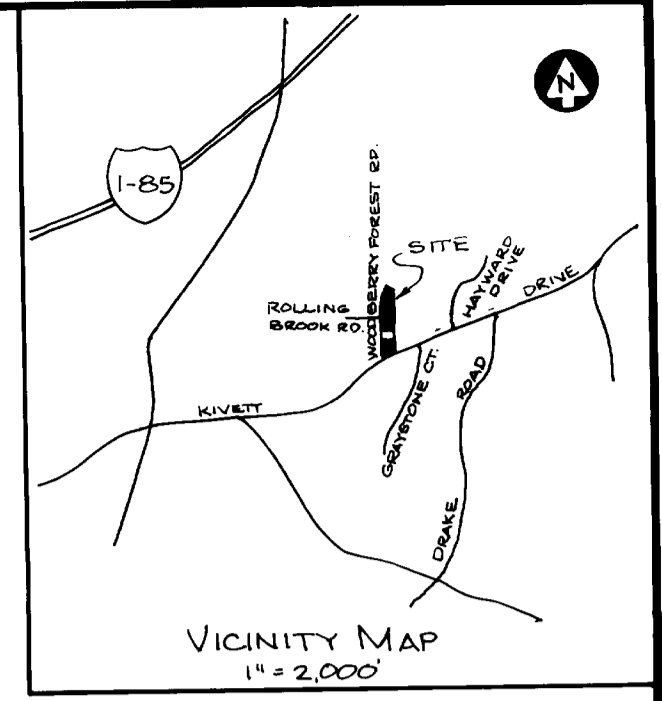 N
I-85
WOODBERRY FOREST RD.
SITE
HAYWARD
DRIVE
DRIVE
ROLLING
BROOK RD.
KIVETT
GRAYSTONE CT.
ROAD
DRAKE
VICINITY MAP
1" = 2,000'